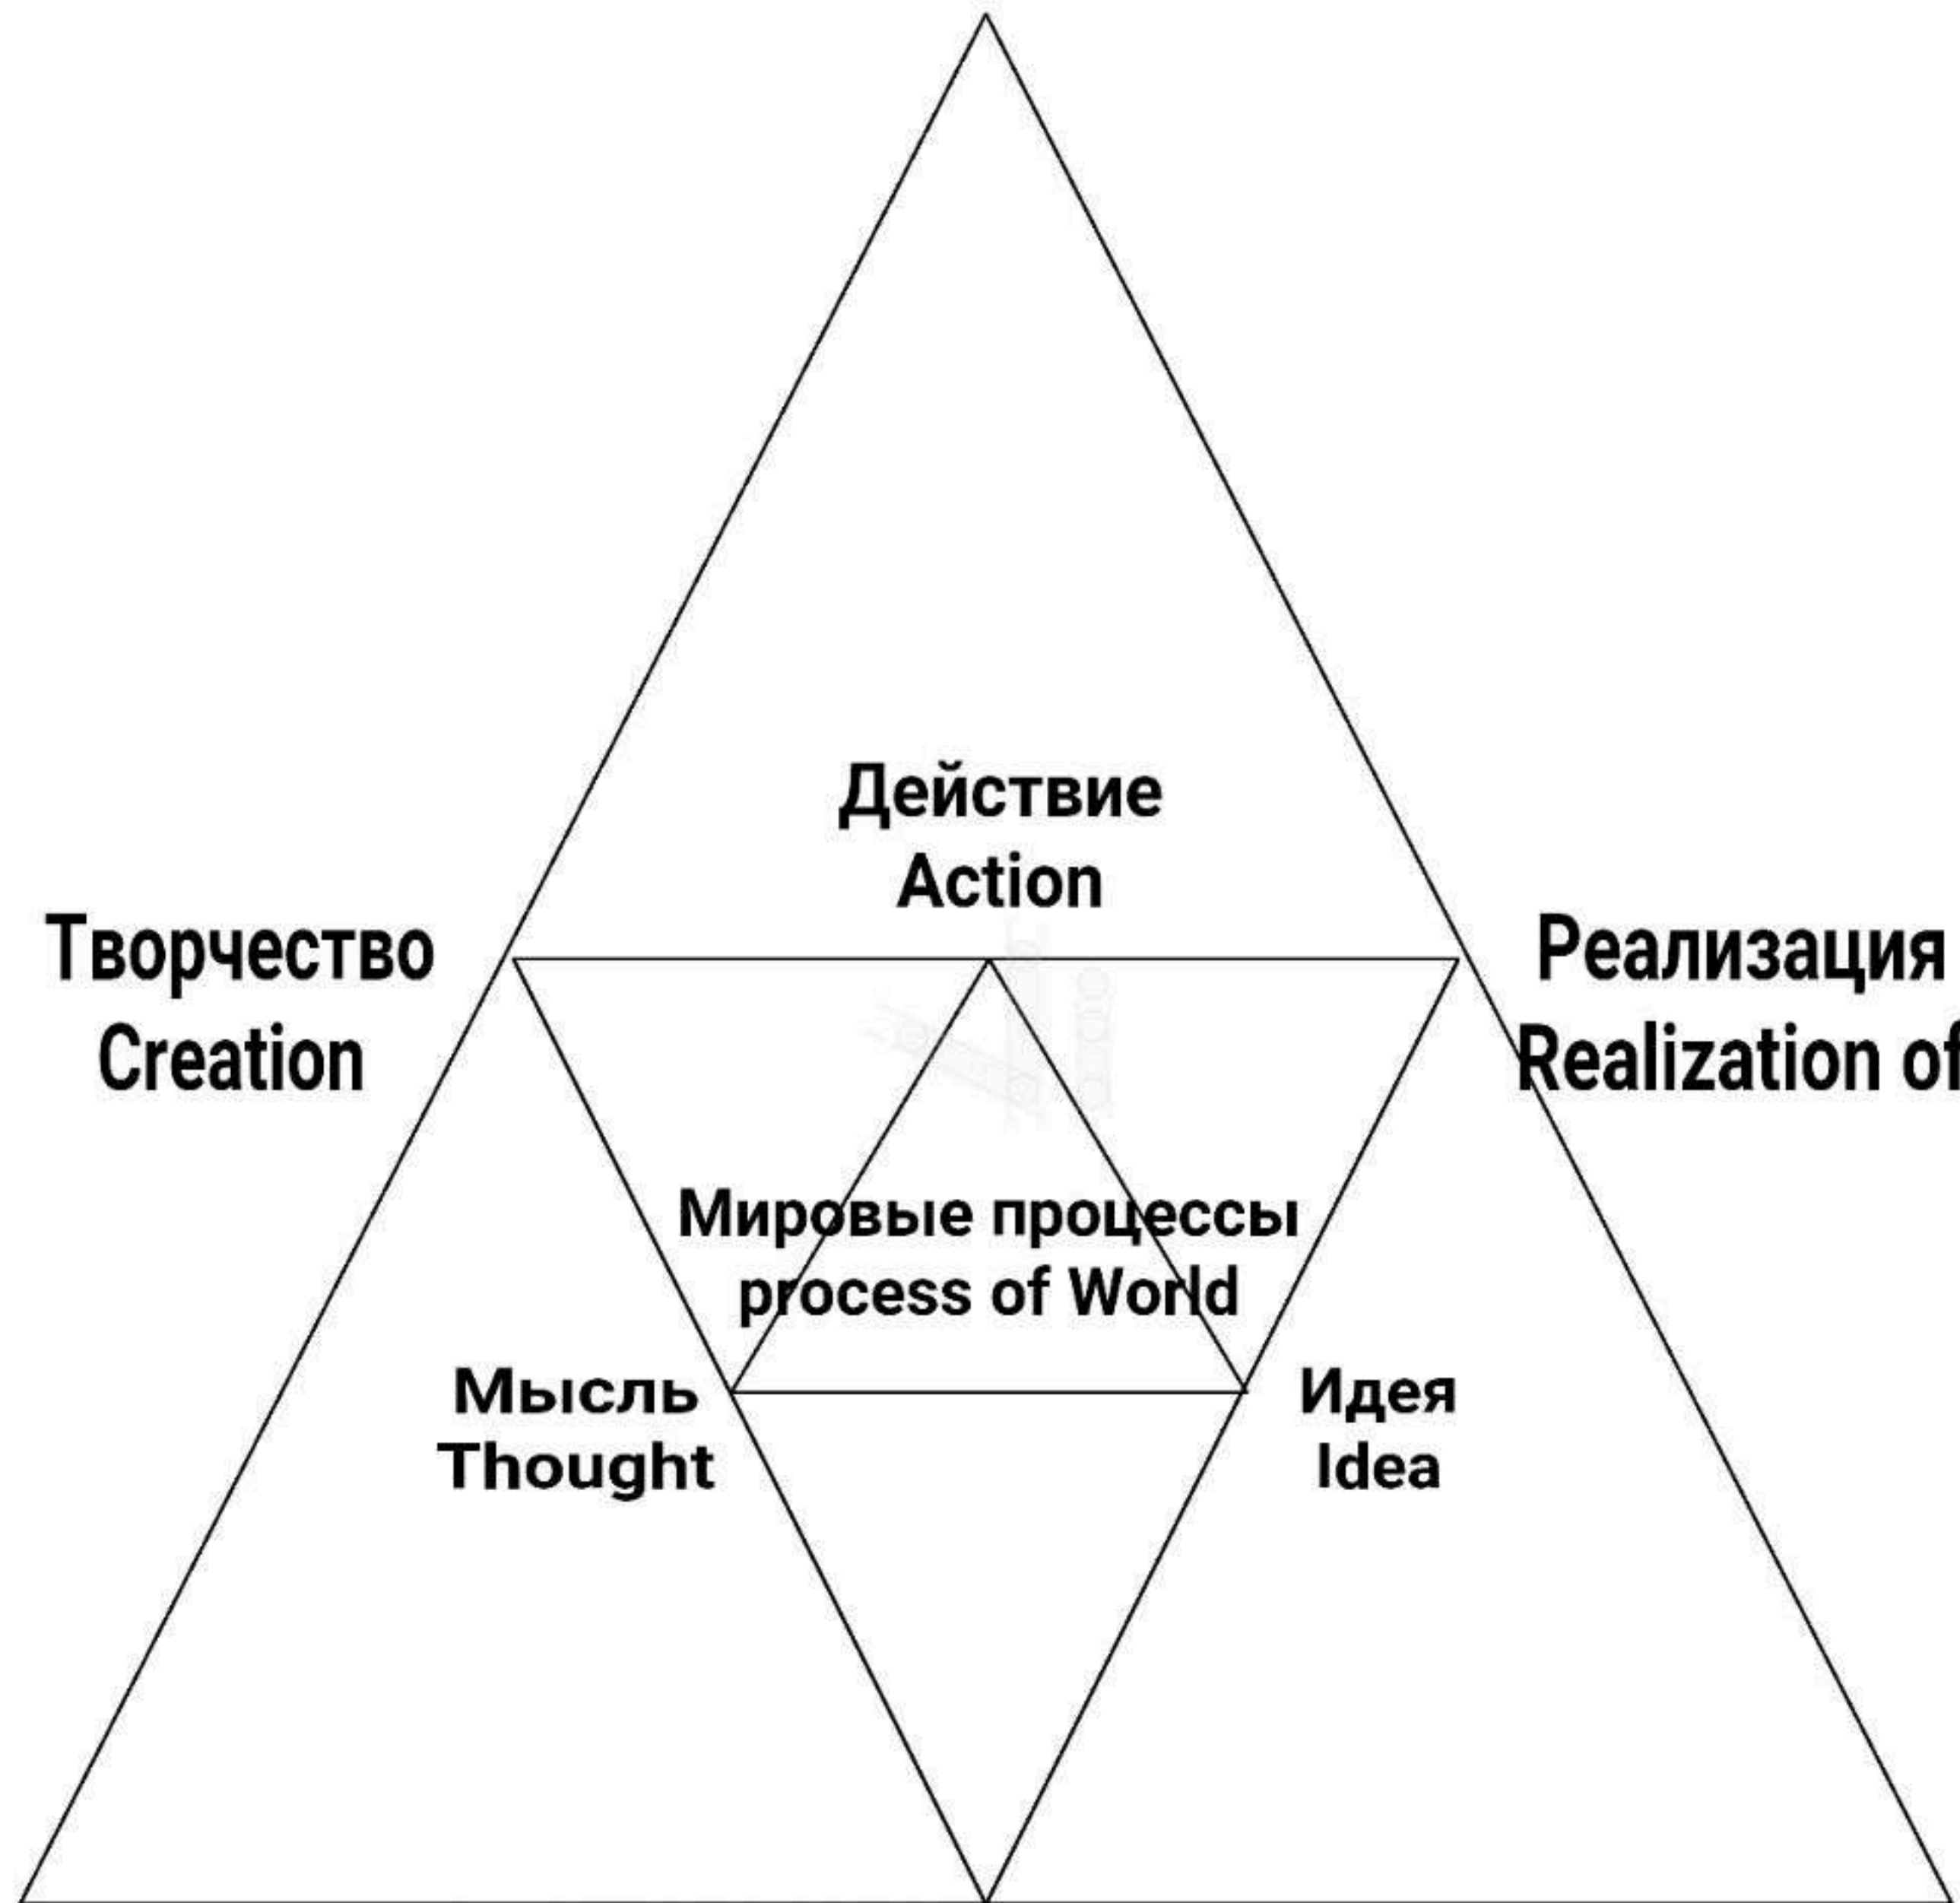 Действие
Action
Творчество
Creation
Реализация
Realization of
Мировые процессы
process of World
Мысль
Thought
Идея
Idea